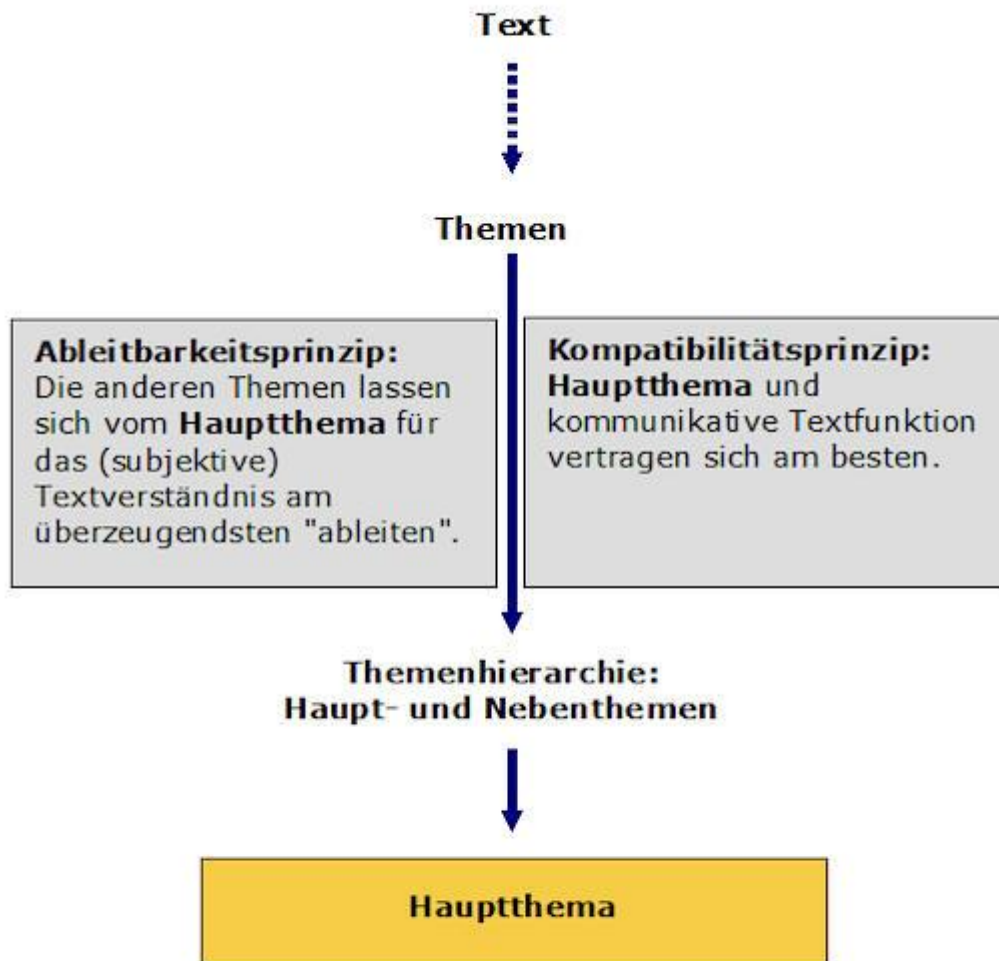 Text
Themen
Ableitbarkeitsprinzip:
Die anderen Themen lassen
sich vom Hauptthema für
das (subjektive)
Textverständnis am
überzeugendsten "ableiten".
Kompatibilitätsprinzip:
Hauptthema und
kommunikative Textfunktion
vertragen sich am besten.
Themenhierarchie:
Haupt- und Nebenthemen
Hauptthema